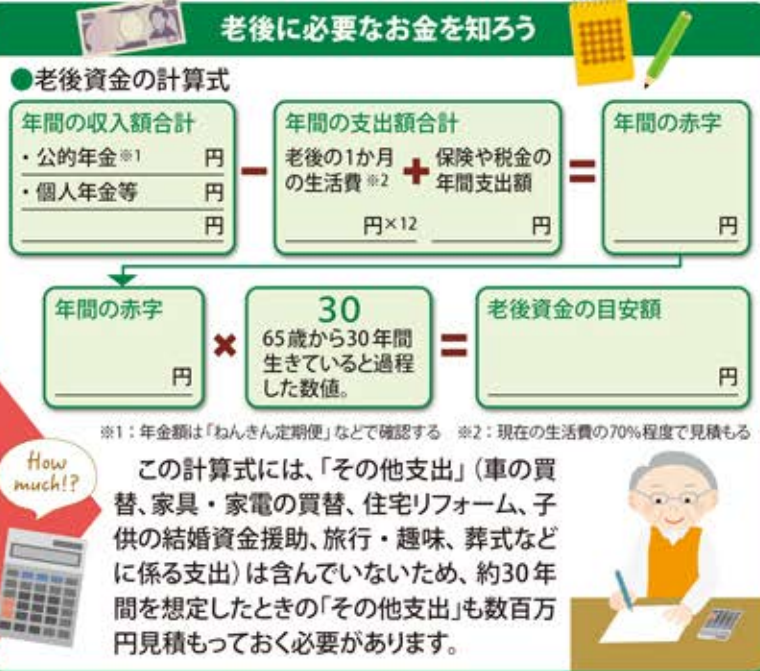 老後に必要なお金を知ろう
●老後資金の計算式
年間の収入額合計
・公的年金※1 円
・個人年金等 円
円
−
年間の支出額合計
老後の1か月
の生活費※2
円×12
+
保険や税金の
年間支出額
円
=
年間の赤字
円
年間の赤字
円
×
30
65歳から30年間
生きていると過程
した数値。
=
老後資金の目安額
円
※1:年金額は「ねんきん定期便」などで確認する ※2:現在の生活費の70%程度で見積もる
How
much!?
この計算式には、「その他支出」(車の買
替、家具・家電の買替、住宅リフォーム、子
供の結婚資金援助、旅行・趣味、葬式など
に係る支出)は含んでいないため、約30年
間を想定したときの「その他支出」も数百万
円見積もっておく必要があります。